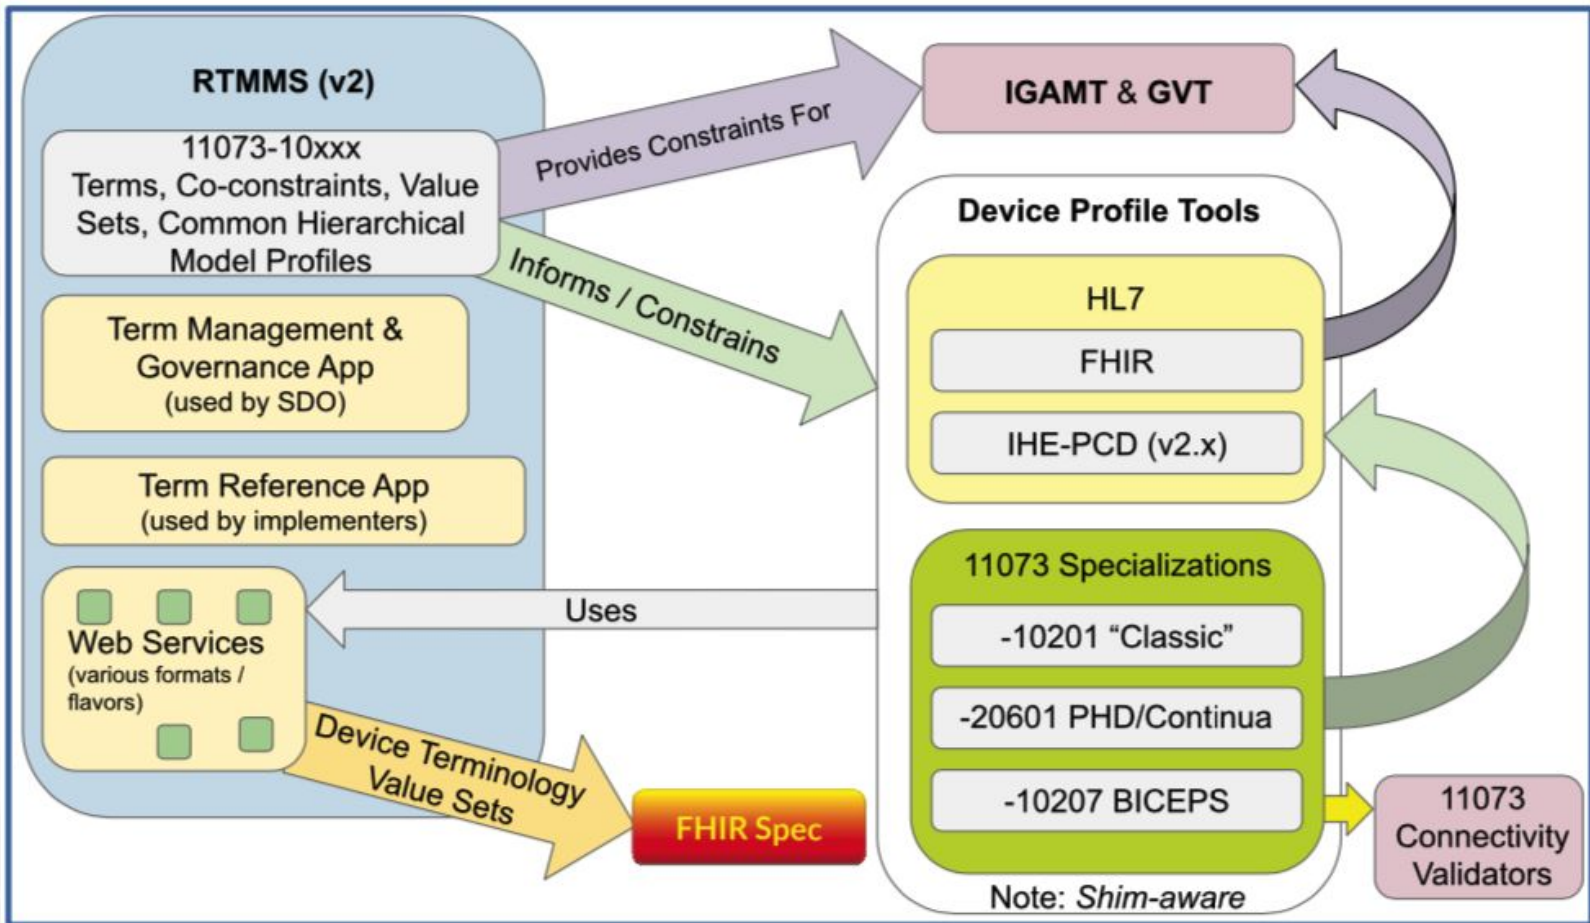 RTMMS (v2)
11073-10xxx
Terms, Co-constraints, Value
Sets, Common Hierarchical
Model Profiles
Term Management &
Governance App
(used by SDO)
Term Reference App
(used by implementers)
Web Services
(various formats /
flavors)
Provides Constraints For
Informs / Constrains
Uses
Device Terminology
Value Sets
FHIR Spec
IGAMT & GVT
Device Profile Tools
HL7
FHIR
IHE-PCD (v2.x)
11073 Specializations
-10201 “Classic”
-20601 PHD/Continua
-10207 BICEPS
Note: Shim-aware
11073
Connectivity
Validators